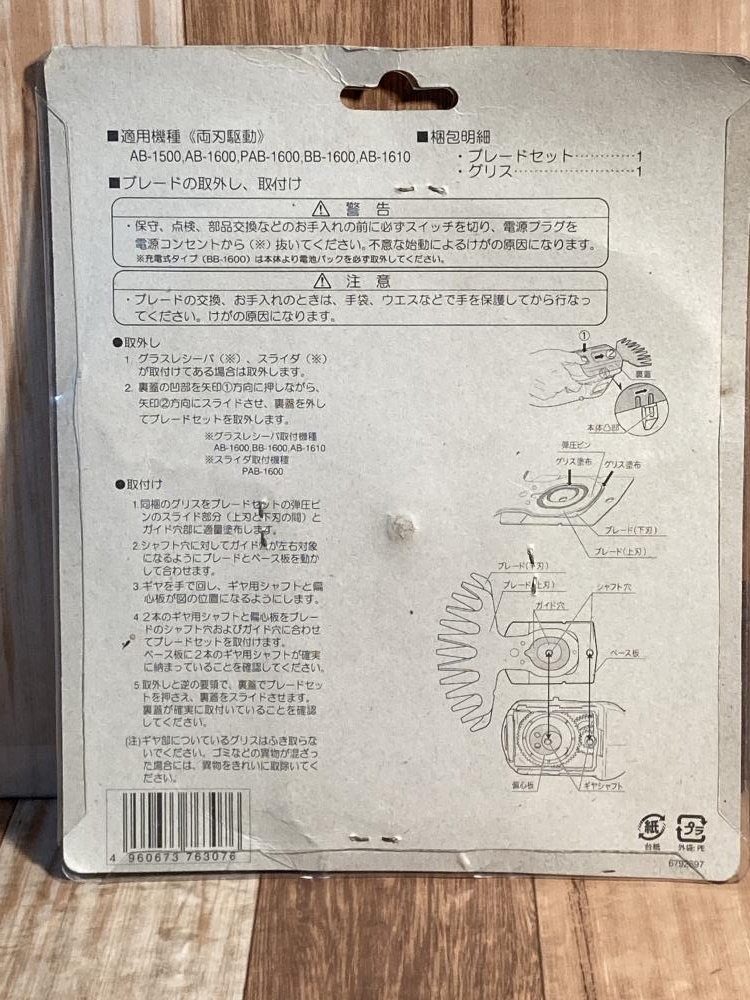 ■適用機種《両刃駆動》
AB-1500,AB-1600,PAB-1600,BB-1600,AB-1610
■梱包明細
・ブレードセット…………1
・グリス…………………1
■ブレードの取外し、取付け
⚠ 警 告
・保守、点検、部品交換などのお手入れの前に必ずスイッチを切り、電源プラグを
電源コンセントから(※)抜いてください。不意な始動によるけがの原因になります。
※充電式タイプ(BB-1600)は本体より電池パックを必ず取外してください。
⚠ 注 意
・ブレードの交換、お手入れのときは、手袋、ウエスなどで手を保護してから行なっ
てください。けがの原因になります。
●取外し
1. グラスレシーバ(※)、スライダ(※)
が取付けてある場合は取外します。
2. 裏蓋の凹部を矢印①方向に押しながら、
矢印②方向にスライドさせ、裏蓋を外し
てブレードセットを取外します。
※グラスレシーバ取付機種
AB-1600,BB-1600,AB-1610
※スライダ取付機種
PAB-1600
①
②
裏蓋
本体凸部
●取付け
1.同梱のグリスをブレードセットの弾圧ピ
ンのスライド部分(上刃と下刃の間)と
ガイド穴部に適量塗布します。
2.シャフト穴に対してガイド穴が左右対象
になるようにブレードとベース板を動か
して合わせます。
3.ギヤを手で回し、ギヤ用シャフトと偏
心板が図の位置になるようにします。
4.2本のギヤ用シャフトと偏心板をブレー
ドのシャフト穴およびガイド穴に合わせ
てブレードセットを取付けます。
ベース板に2本のギヤ用シャフトが確実
に納まっていることを確認してください。
5.取外しと逆の要領で、裏蓋でブレードセッ
トを押さえ、裏蓋をスライドさせます。
裏蓋が確実に取付いていることを確認
してください。
(注)ギヤ部についているグリスはふき取らな
いでください。ゴミなどの異物が混ざっ
た場合には、異物をきれいに取除いてく
ださい。
弾圧ピン
グリス塗布
グリス塗布
ブレード(下刃)
ブレード(上刃)
ブレード(下刃)
ブレード(上刃)
シャフト穴
ガイド穴
ベース板
偏心板
ギヤシャフト
4 960673 763076
紙
台紙
プラ
外袋:PE
6792697